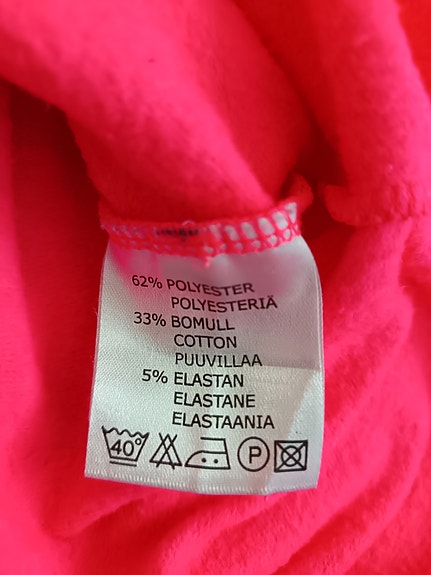 62% POLYESTER
POLYESTERIÄ
33% BOMULL
COTTON
PUUVILLAA
5% ELASTAN
ELASTANE
ELASTAANIA
40° P